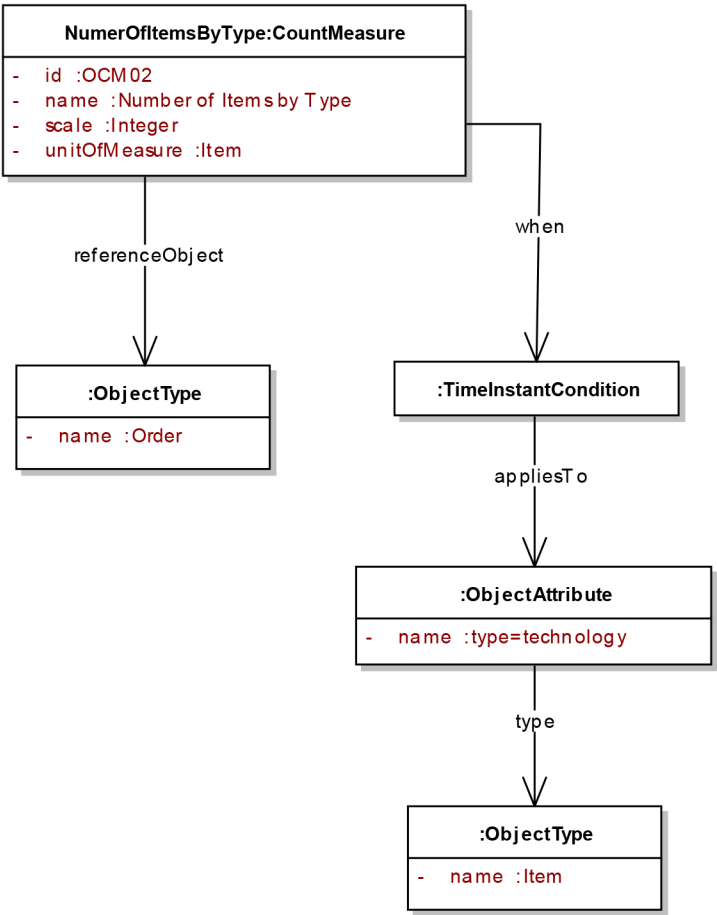 NumerOfItemsByType:CountMeasure
- id :OCM02
- name :Number of Items by Type
- scale :Integer
- unitOfMeasure :Item
when
referenceObject
:ObjectType
- name :Order
:TimeInstantCondition
appliesTo
:ObjectAttribute
- name :type=technology
type
:ObjectType
- name :Item